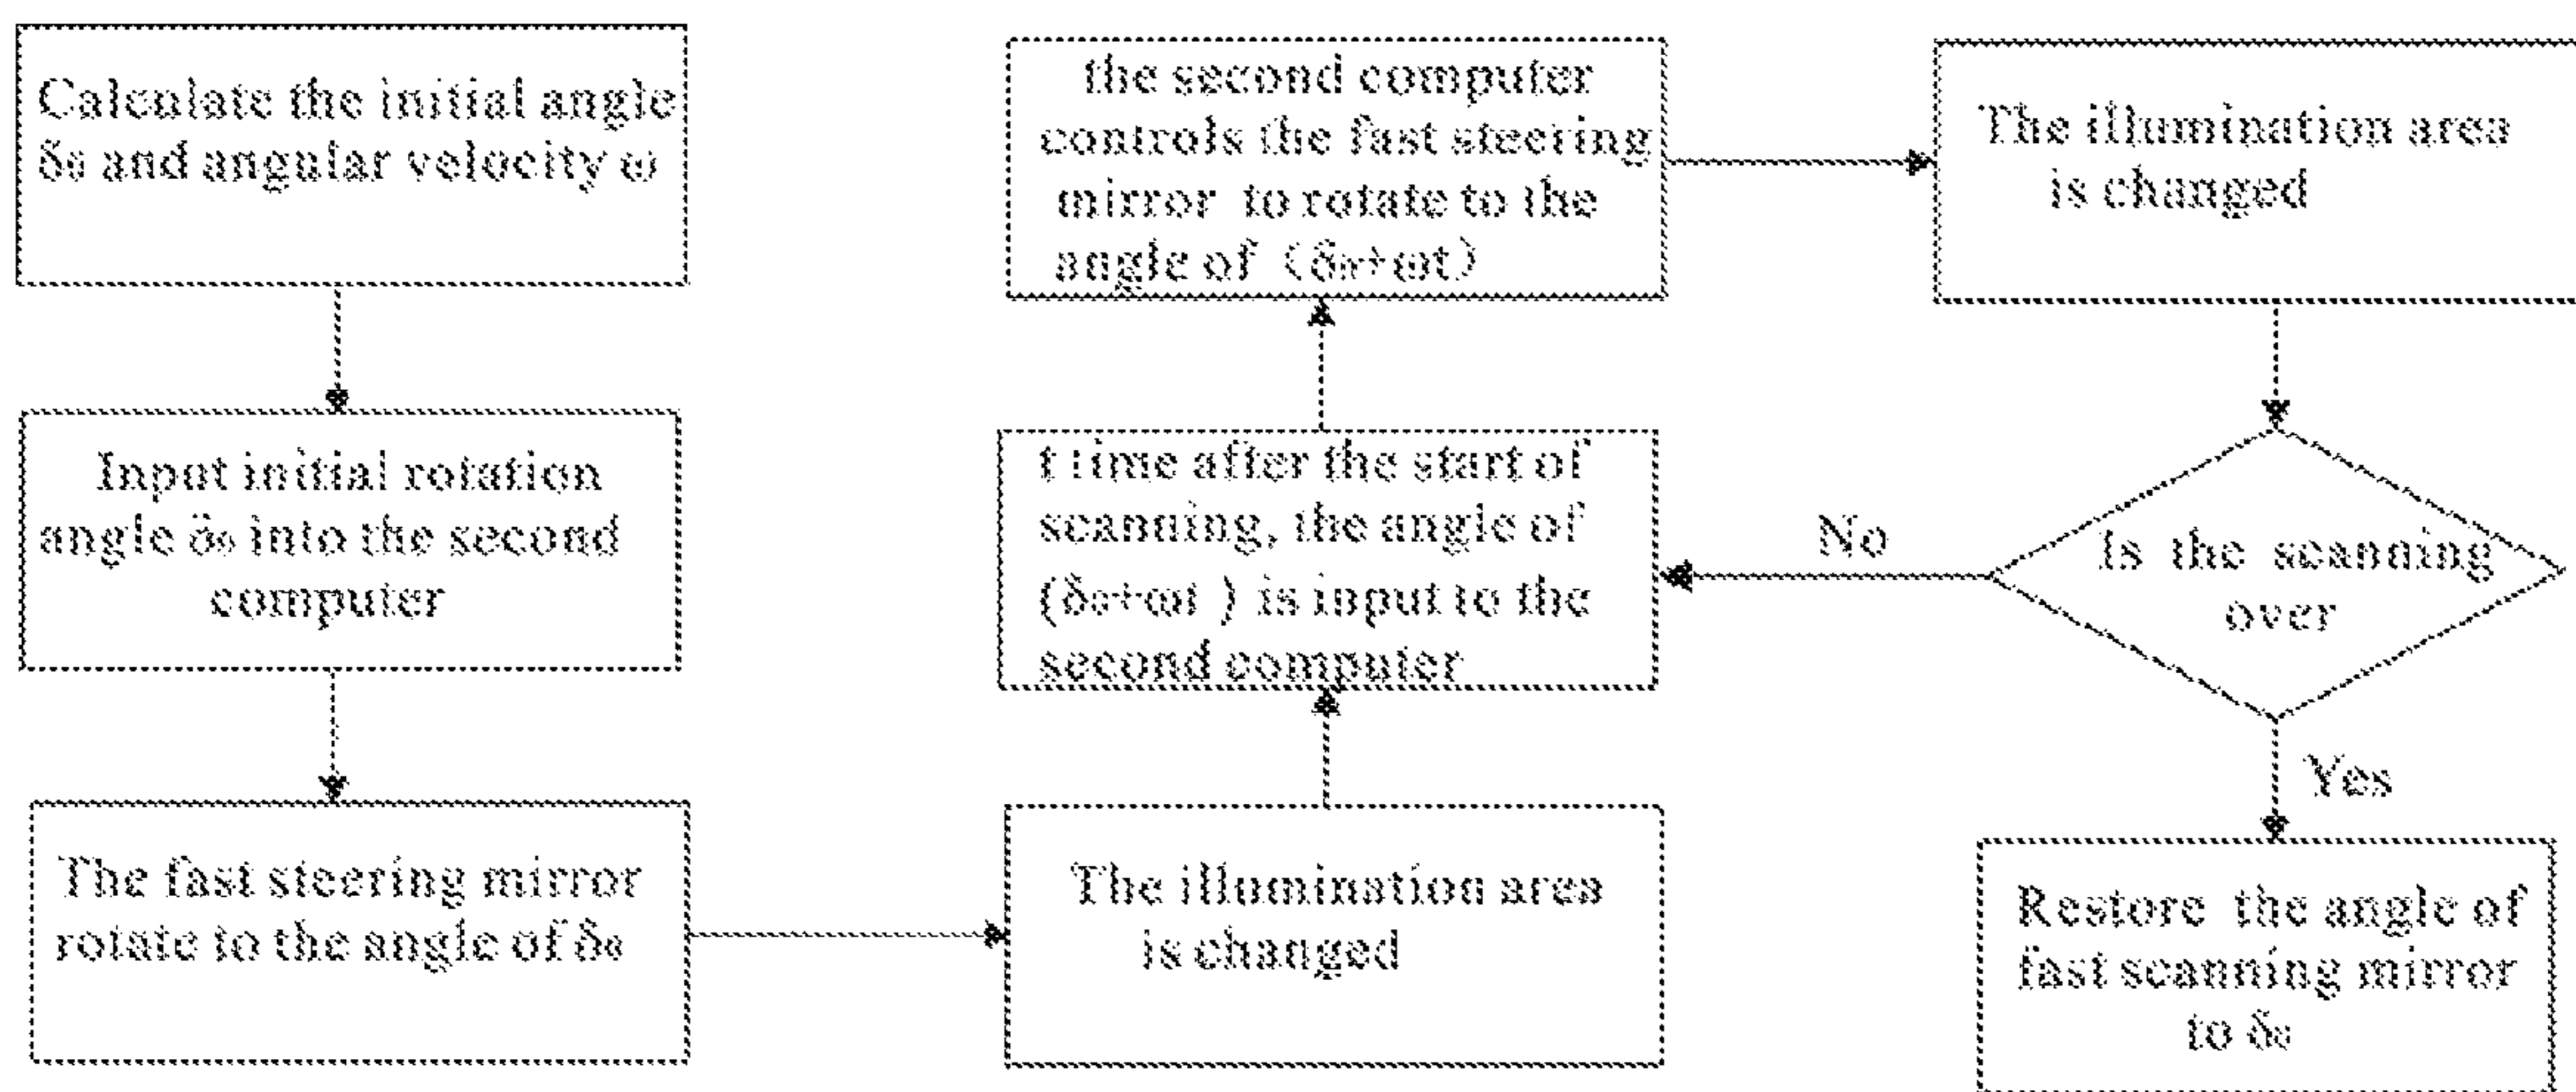 Calculate the initial angle
δ₀ and angular velocity ω
Input initial rotation
angle δ₀ into the second
computer
The fast steering mirror
rotate to the angle of δ₀
The illumination area
is changed
t time after the start of
scanning, the angle of
(δ₀+ωt ) is input to the
second computer
the second computer
controls the fast steering
mirror to rotate to the
angle of (δ₀+ωt)
The illumination area
is changed
Is the scanning
over
No
Yes
Restore the angle of
fast scanning mirror
to δ₀